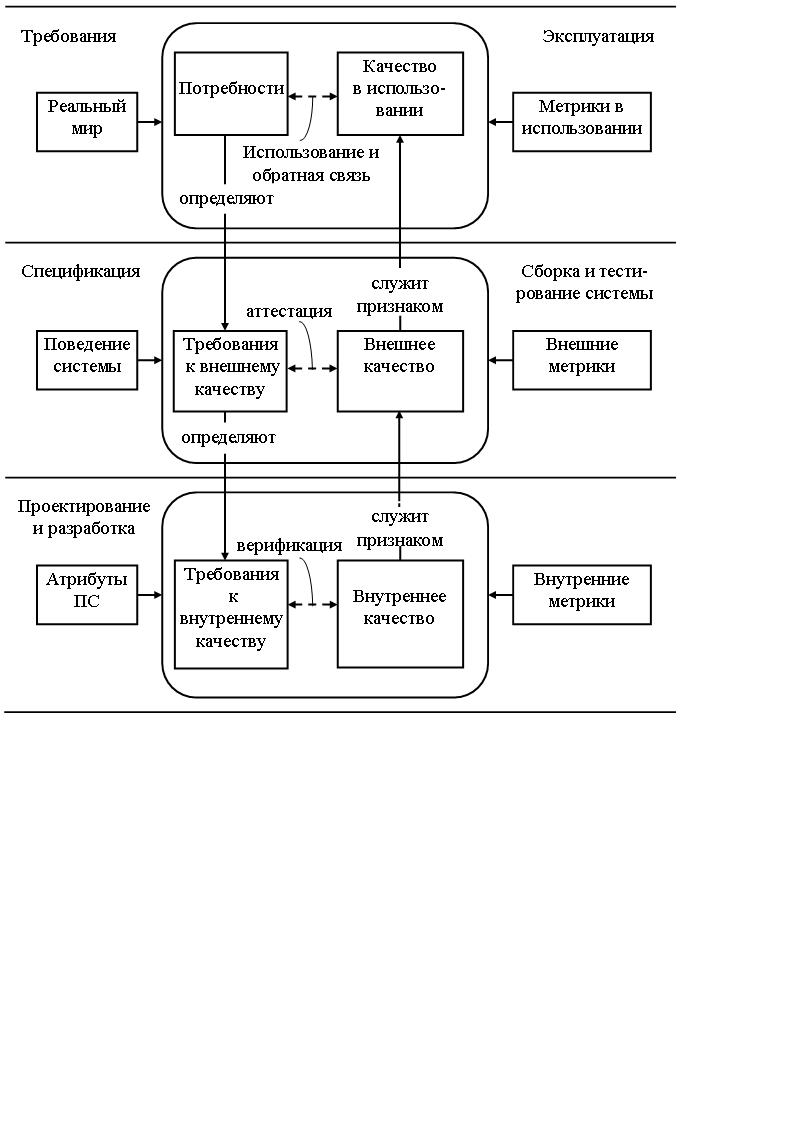 Требования
Эксплуатация
Реальный
мир
Потребности
Качество
в использо-
вании
Метрики в
использовании
Использование и
обратная связь
определяют
Спецификация
Сборка и тести-
рование системы
служит
признаком
аттестация
Поведение
системы
Требования
к внешнему
качеству
Внешнее
качество
Внешние
метрики
определяют
Проектирование
и разработка
служит
признаком
верификация
Атрибуты
ПС
Требования
к
внутреннему
качеству
Внутреннее
качество
Внутренние
метрики